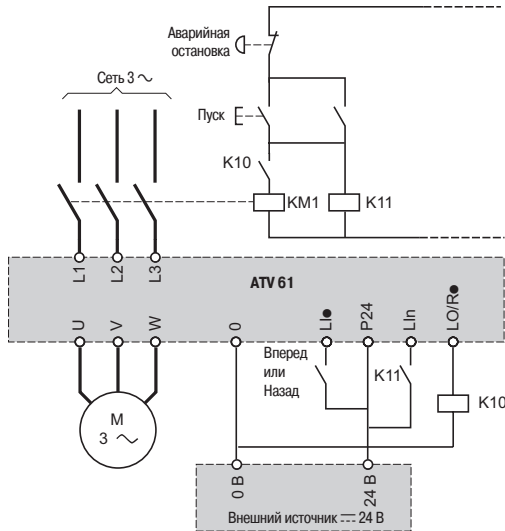 Аварийная
остановка
Сеть 3 ~
Пуск
K10
KM1
K11
L1
L2
L3
ATV 61
U
V
W
0
LI●
P24
LIn
LO/R●
Вперед
или
Назад
K11
K10
M
3 ~
0 В
24 В
Внешний источник ⎓ 24 В